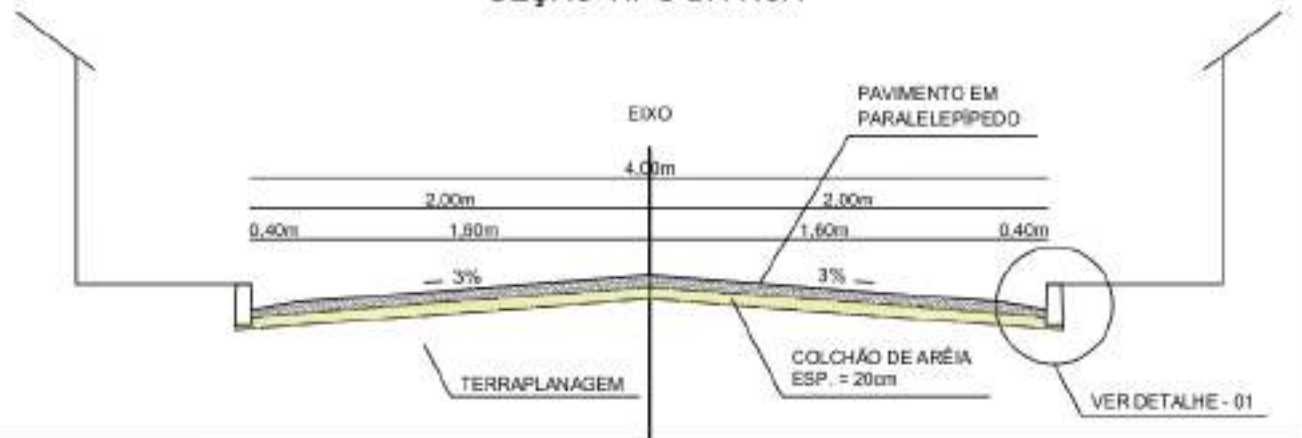 EIXO
PAVIMENTO EM
PARALELEPÍPEDO
4.00m
2,00m
2,00m
0,40m
1,60m
1,60m
0.40m
3%
3%
TERRAPLANAGEM
COLCHÃO DE ARÊIA
ESP. = 20cm
VER DETALHE - 01